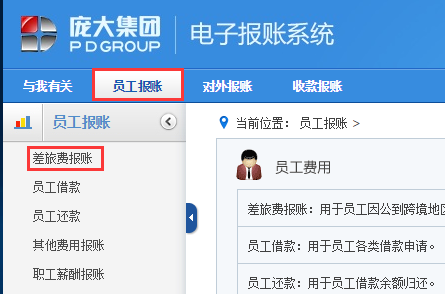 庞大集团
PDGROUP
电子报账系统
与我有关 员工报账 对外报账 收款报账
员工报账
差旅费报账
员工借款
员工还款
其他费用报账
职工薪酬报账
当前位置： 员工报账 >
员工费用
差旅费报账：用于员工因公到跨境地区
员工借款：用于员工各类借款申请。
员工还款：用于员工借款余额归还。